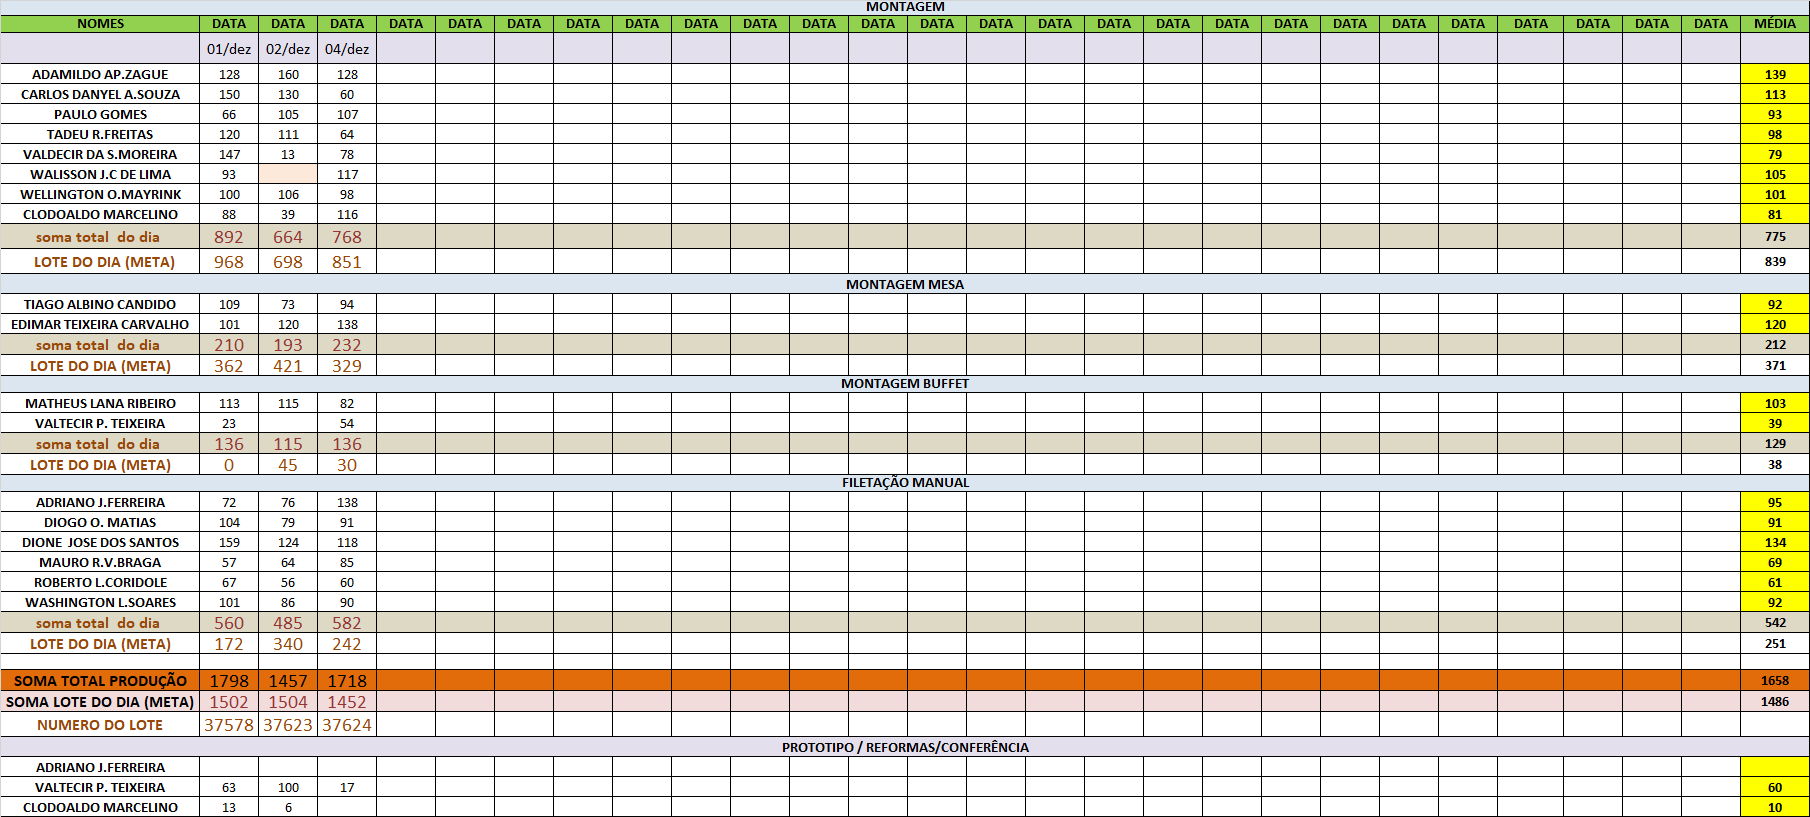 MONTAGEM
NOMES DATA DATA DATA DATA DATA DATA DATA DATA DATA DATA DATA DATA DATA DATA DATA DATA DATA DATA DATA DATA DATA DATA DATA DATA DATA DATA MÉDIA
01/dez 02/dez 04/dez
ADAMILDO AP.ZAGUE 128 160 128 139
CARLOS DANYEL A.SOUZA 150 130 60 113
PAULO GOMES 66 105 107 93
TADEU R.FREITAS 120 111 64 98
VALDECIR DA S.MOREIRA 147 13 78 79
WALISSON J.C DE LIMA 93 117 105
WELLINGTON O.MAYRINK 100 106 98 101
CLODOALDO MARCELINO 88 39 116 81
soma total do dia 892 664 768 775
LOTE DO DIA (META) 968 698 851 839
MONTAGEM MESA
TIAGO ALBINO CANDIDO 109 73 94 92
EDIMAR TEIXEIRA CARVALHO 101 120 138 120
soma total do dia 210 193 232 212
LOTE DO DIA (META) 362 421 329 371
MONTAGEM BUFFET
MATHEUS LANA RIBEIRO 113 115 82 103
VALTECIR P. TEIXEIRA 23 54 39
soma total do dia 136 115 136 129
LOTE DO DIA (META) 0 45 30 38
FILETAÇÃO MANUAL
ADRIANO J.FERREIRA 72 76 138 95
DIOGO O. MATIAS 104 79 91 91
DIONE JOSE DOS SANTOS 159 124 118 134
MAURO R.V.BRAGA 57 64 85 69
ROBERTO L.CORIDOLE 67 56 60 61
WASHINGTON L.SOARES 101 86 90 92
soma total do dia 560 485 582 542
LOTE DO DIA (META) 172 340 242 251
SOMA TOTAL PRODUÇÃO 1798 1457 1718 1658
SOMA LOTE DO DIA (META) 1502 1504 1452 1486
NUMERO DO LOTE 37578 37623 37624
PROTOTIPO / REFORMAS/CONFERÊNCIA
ADRIANO J.FERREIRA
VALTECIR P. TEIXEIRA 63 100 17 60
CLODOALDO MARCELINO 13 6 10